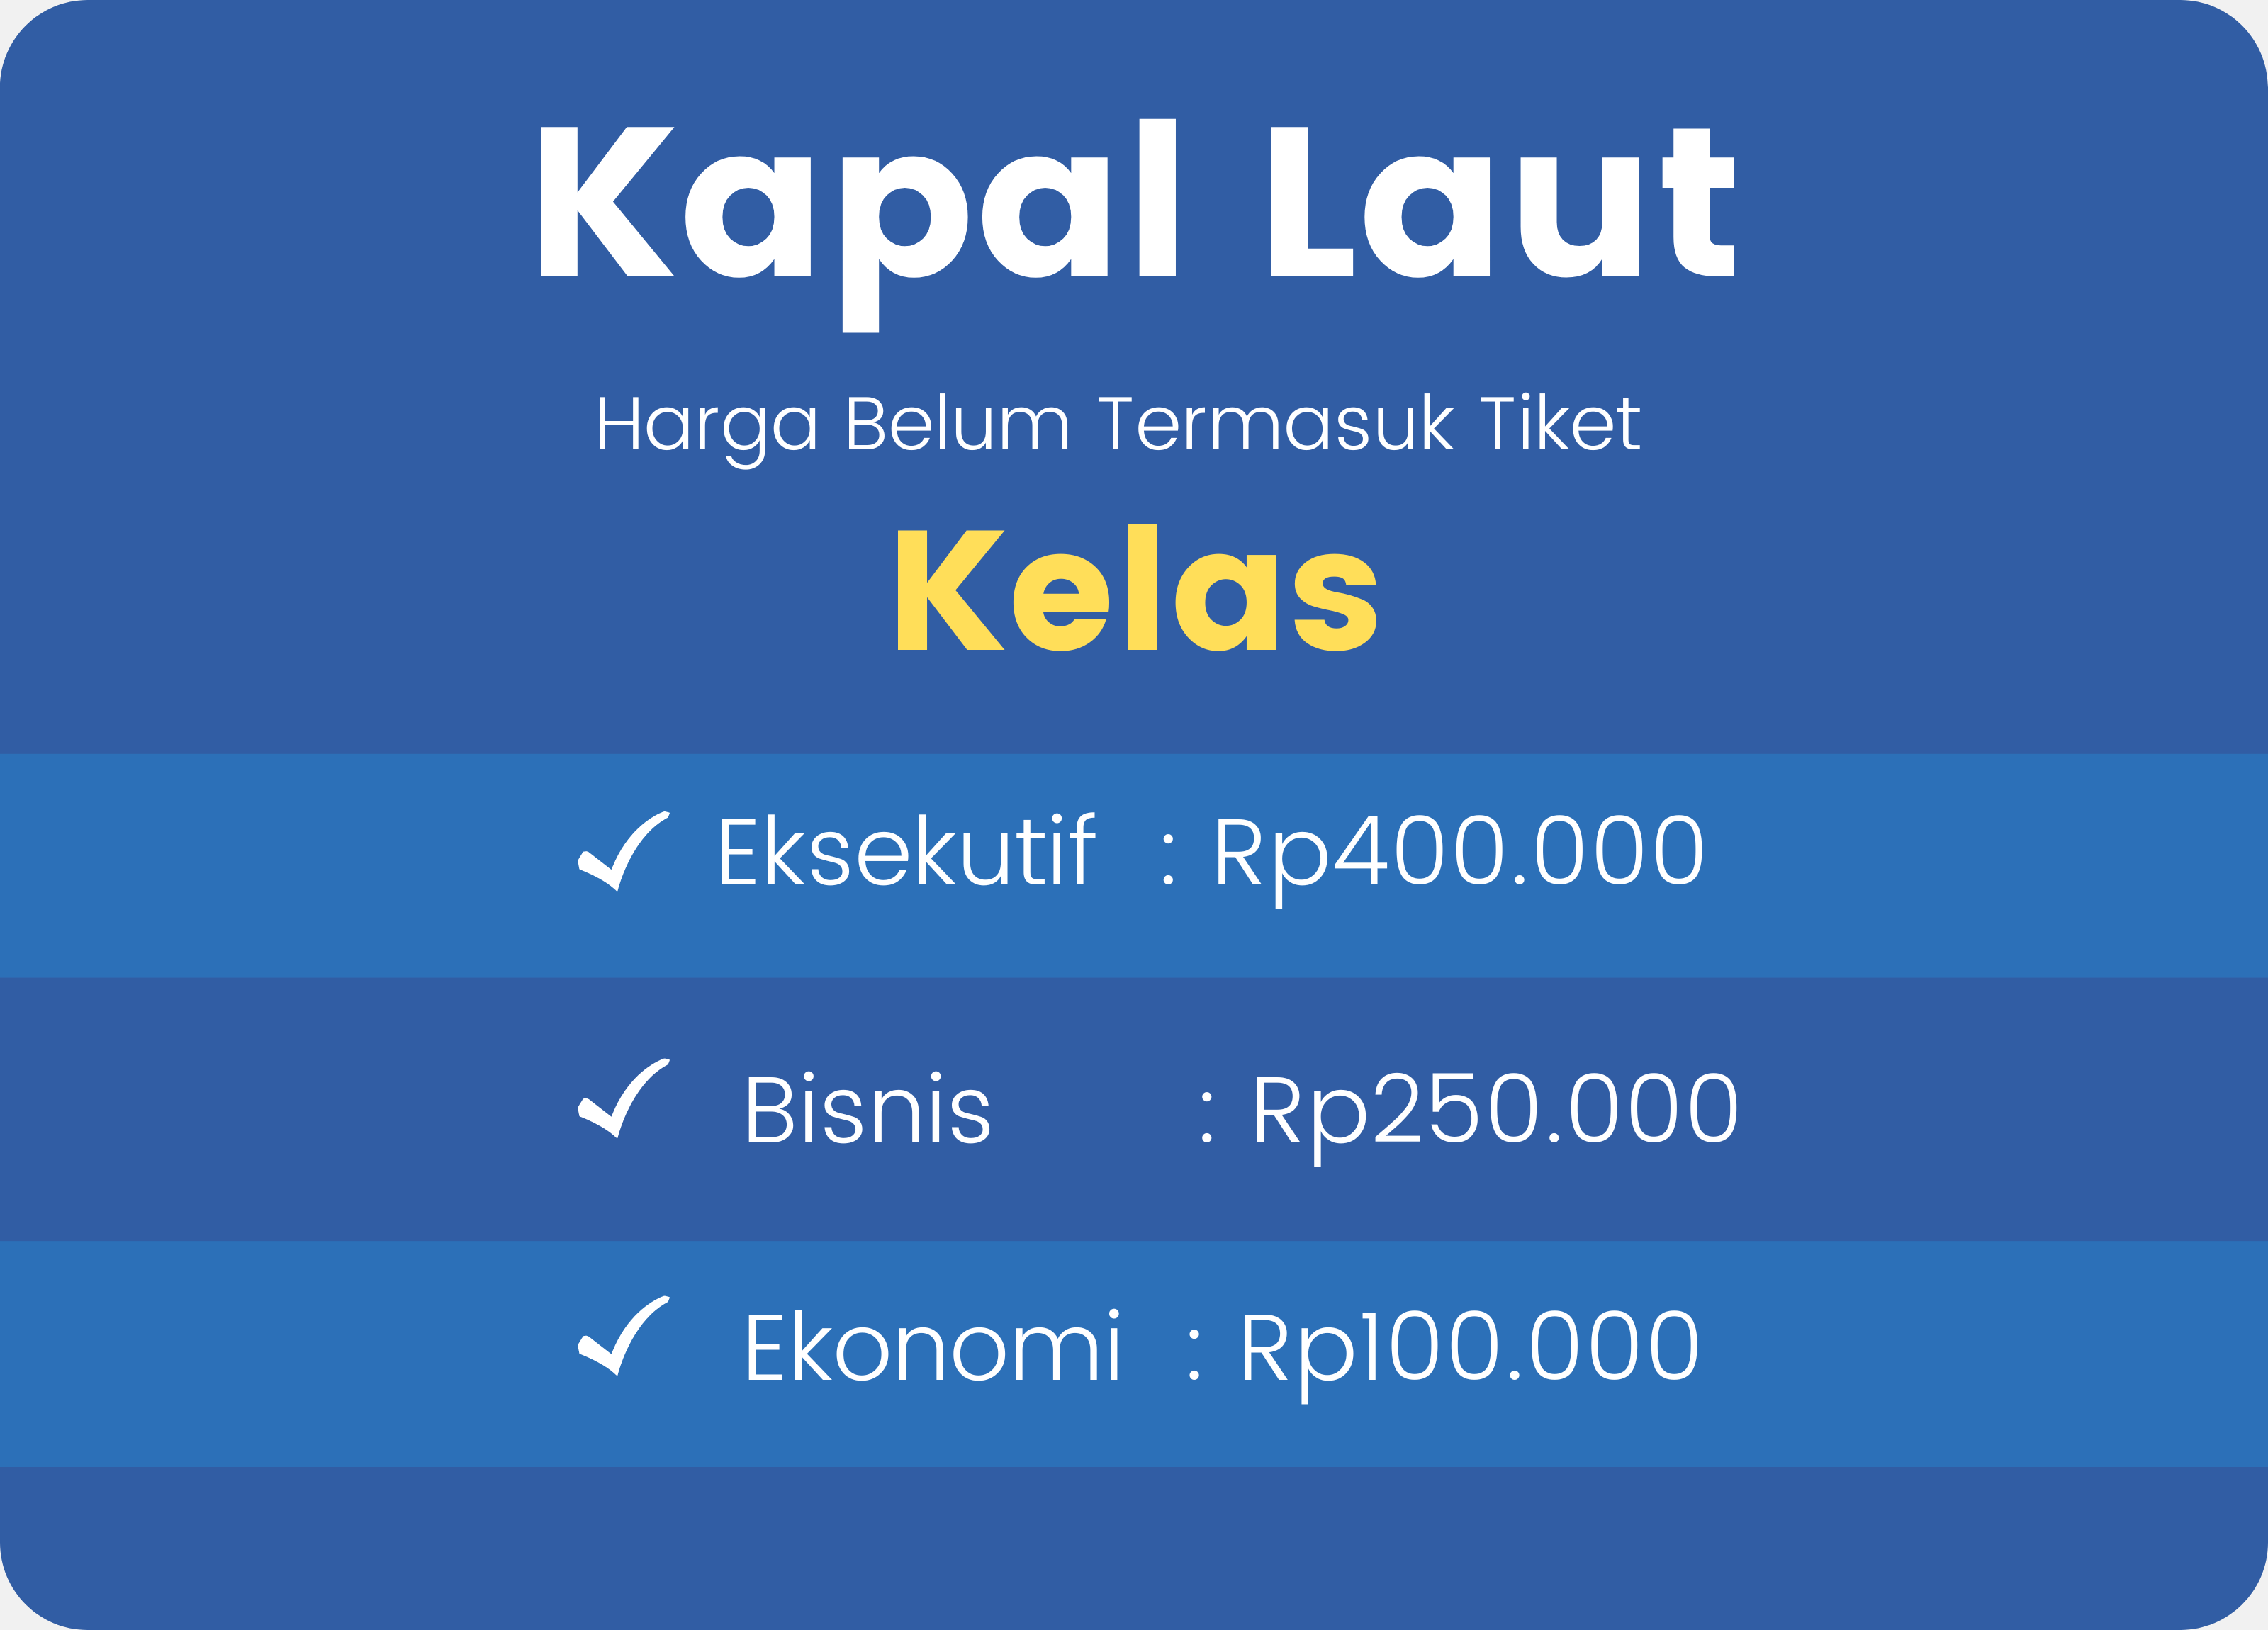 Kapal Laut
Harga Belum Termasuk Tiket
Kelas
Eksekutif : Rp400.000
Bisnis : Rp250.000
Ekonomi : Rp100.000